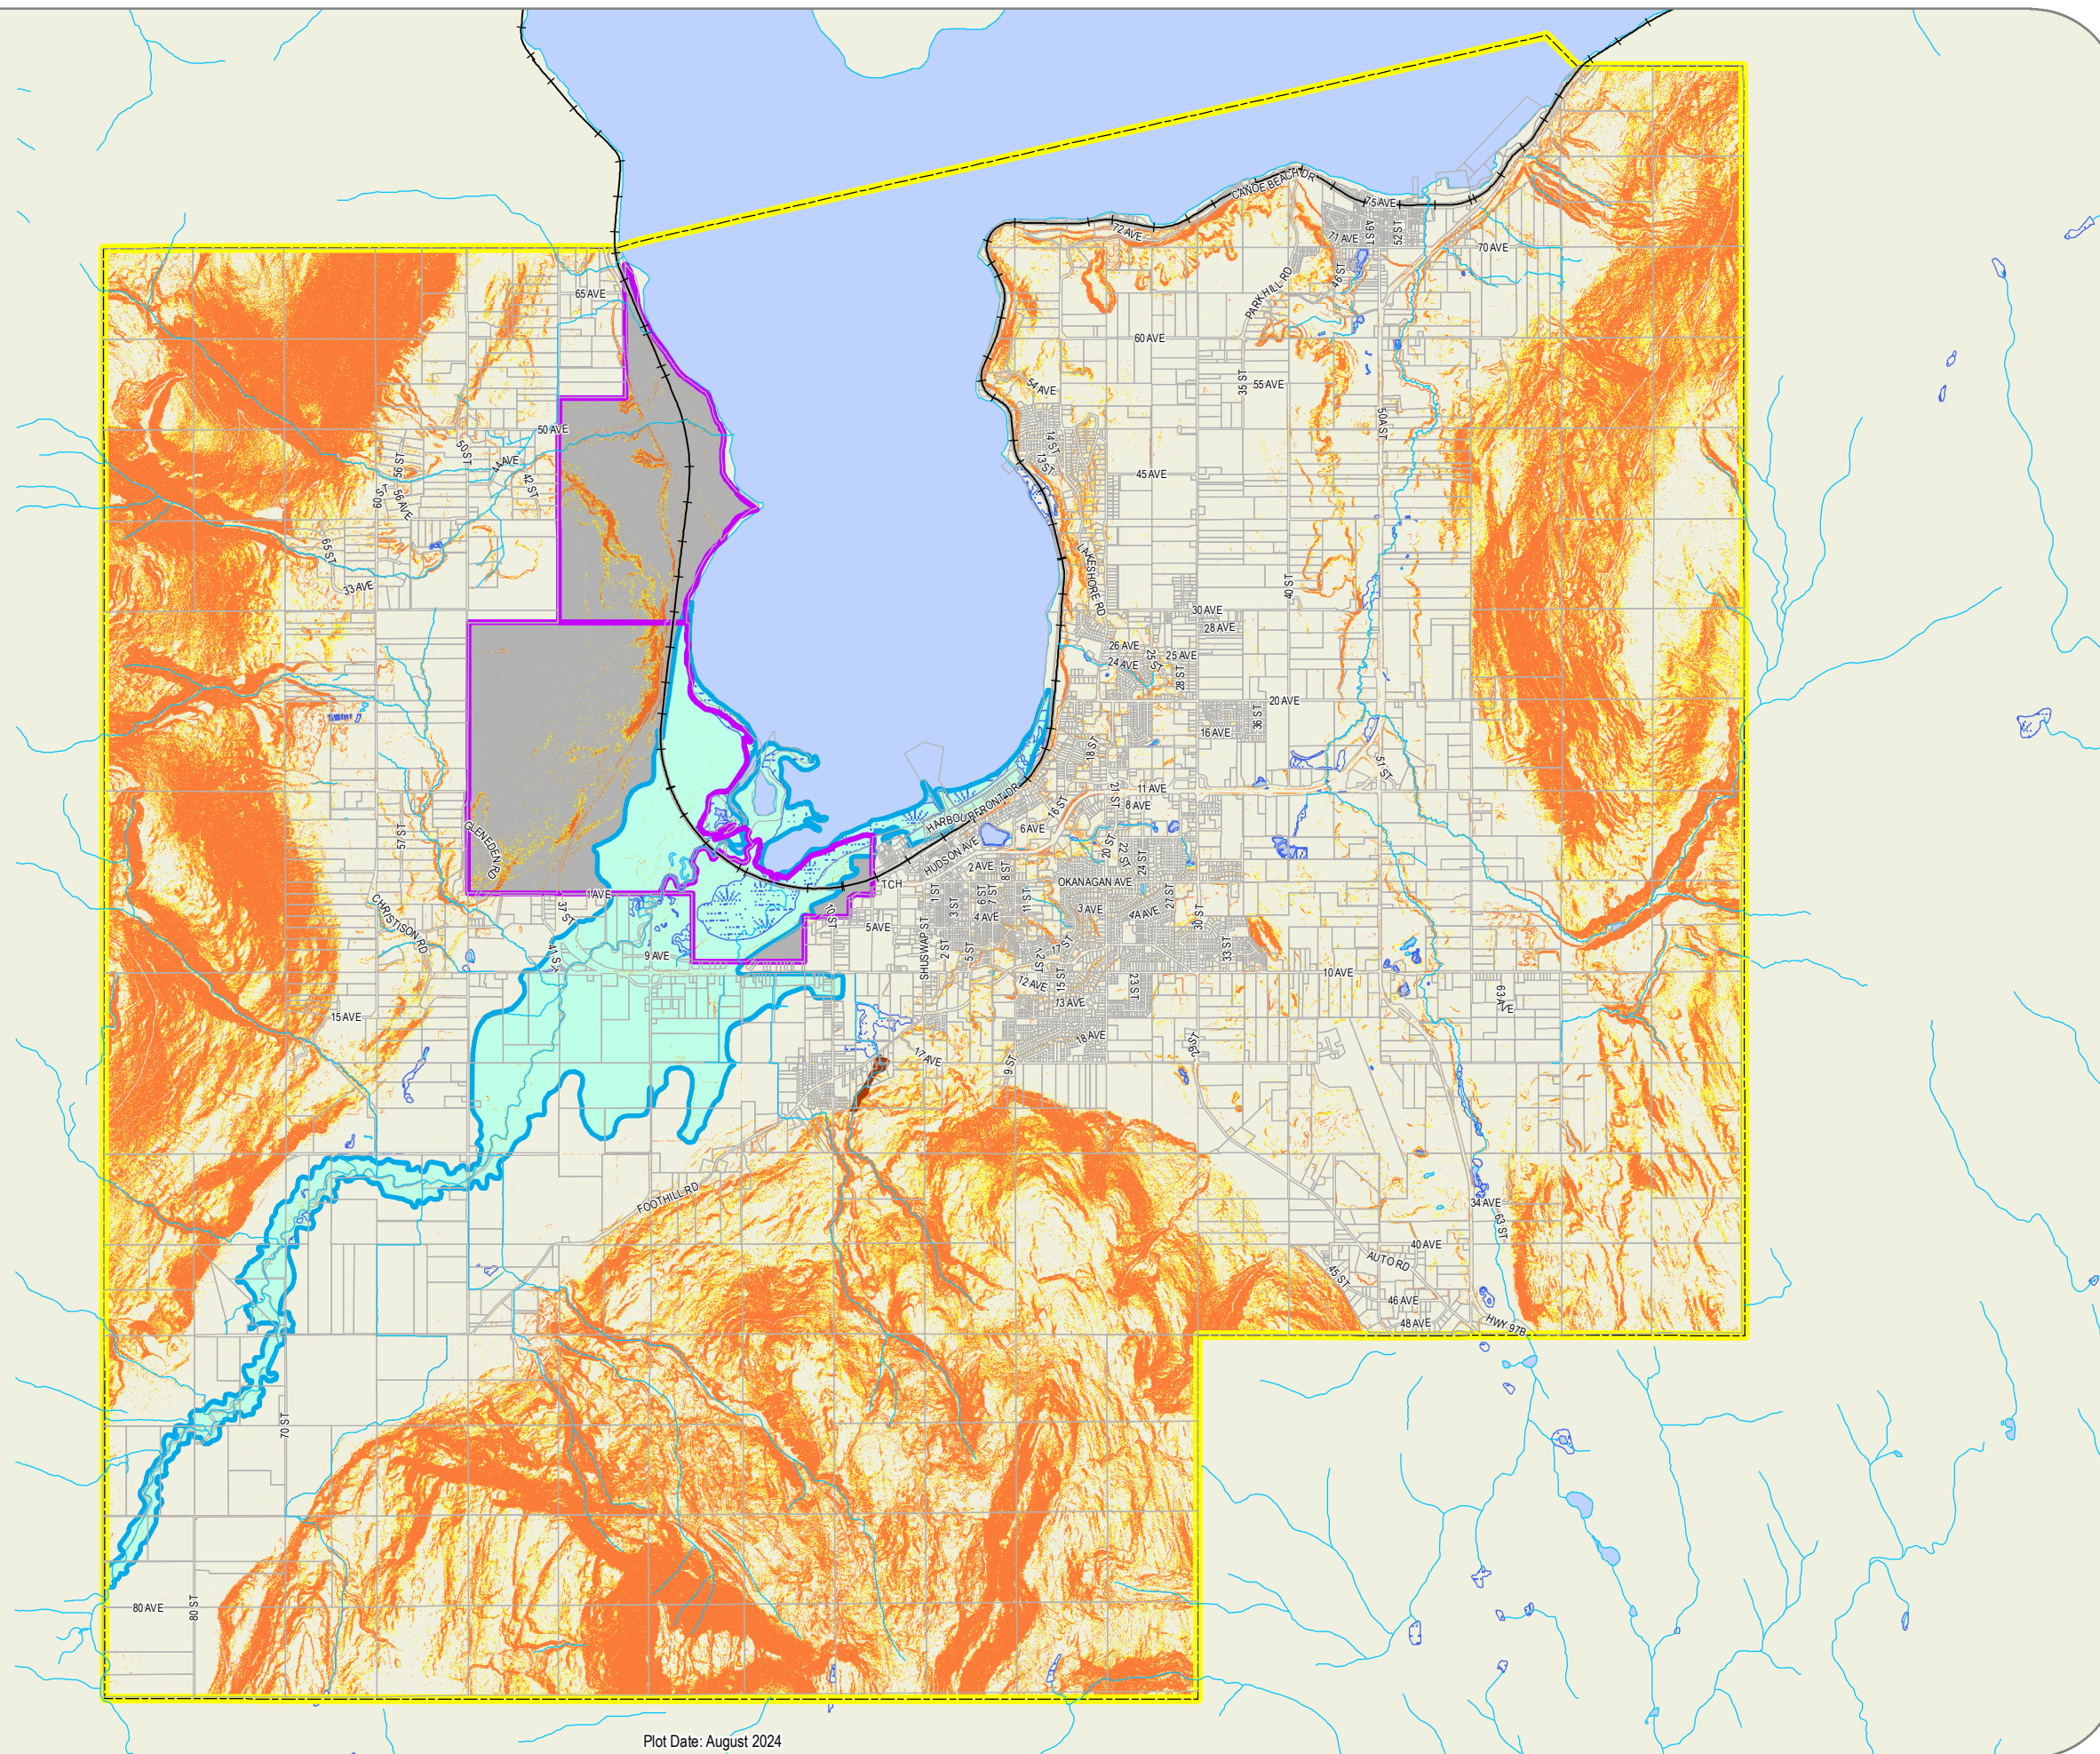 CANOE BEACH DR
75 AVE
72 AVE
71 AVE
49 ST
52 ST
70 AVE
46 ST
PARK HILL RD
65 AVE
60 AVE
54 AVE
35 ST
55 AVE
50A ST
50 AVE
14 ST
13 ST
45 AVE
50 ST
44 AVE
56 ST
42 ST
60 ST
56 AVE
65 ST
33 AVE
LAKESHORE RD
40 ST
30 AVE
28 AVE
26 AVE
25 ST
25 AVE
24 AVE
28 ST
20 AVE
36 ST
16 AVE
18 ST
51 ST
21 ST
11 AVE
8 AVE
16 ST
HARBOURFRONT DR
6 AVE
57 ST
GLENEDEN RD
HUDSON AVE
20 ST
22 ST
24 ST
2 AVE
8 ST
OKANAGAN AVE
TCH
1 AVE
37 ST
1 ST
3 ST
6 ST
7 ST
11 ST
27 ST
3 AVE
4A AVE
4 AVE
30 ST
10 ST
5 AVE
CHRISTISON RD
41 ST
9 AVE
SHUSWAP ST
2 ST
5 ST
12 ST
17 ST
33 ST
10 AVE
12 AVE
15 ST
23 ST
63 AVE
15 AVE
13 AVE
18 AVE
17 AVE
9 ST
29 ST
FOOTHILL RD
34 AVE
63 ST
40 AVE
AUTO RD
45 ST
46 AVE
48 AVE
HWY 97B
70 ST
80 AVE
80 ST
Plot Date: August 2024